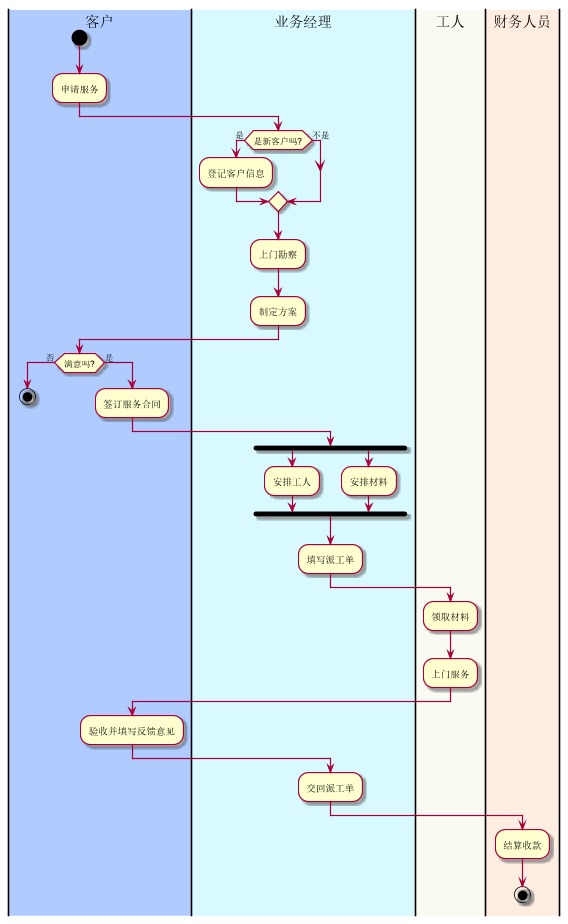 客户
业务经理
工人
财务人员
申请服务
是
是新客户吗?
不是
登记客户信息
上门勘察
制定方案
否
满意吗?
是
签订服务合同
安排工人
安排材料
填写派工单
领取材料
上门服务
验收并填写反馈意见
交回派工单
结算收款